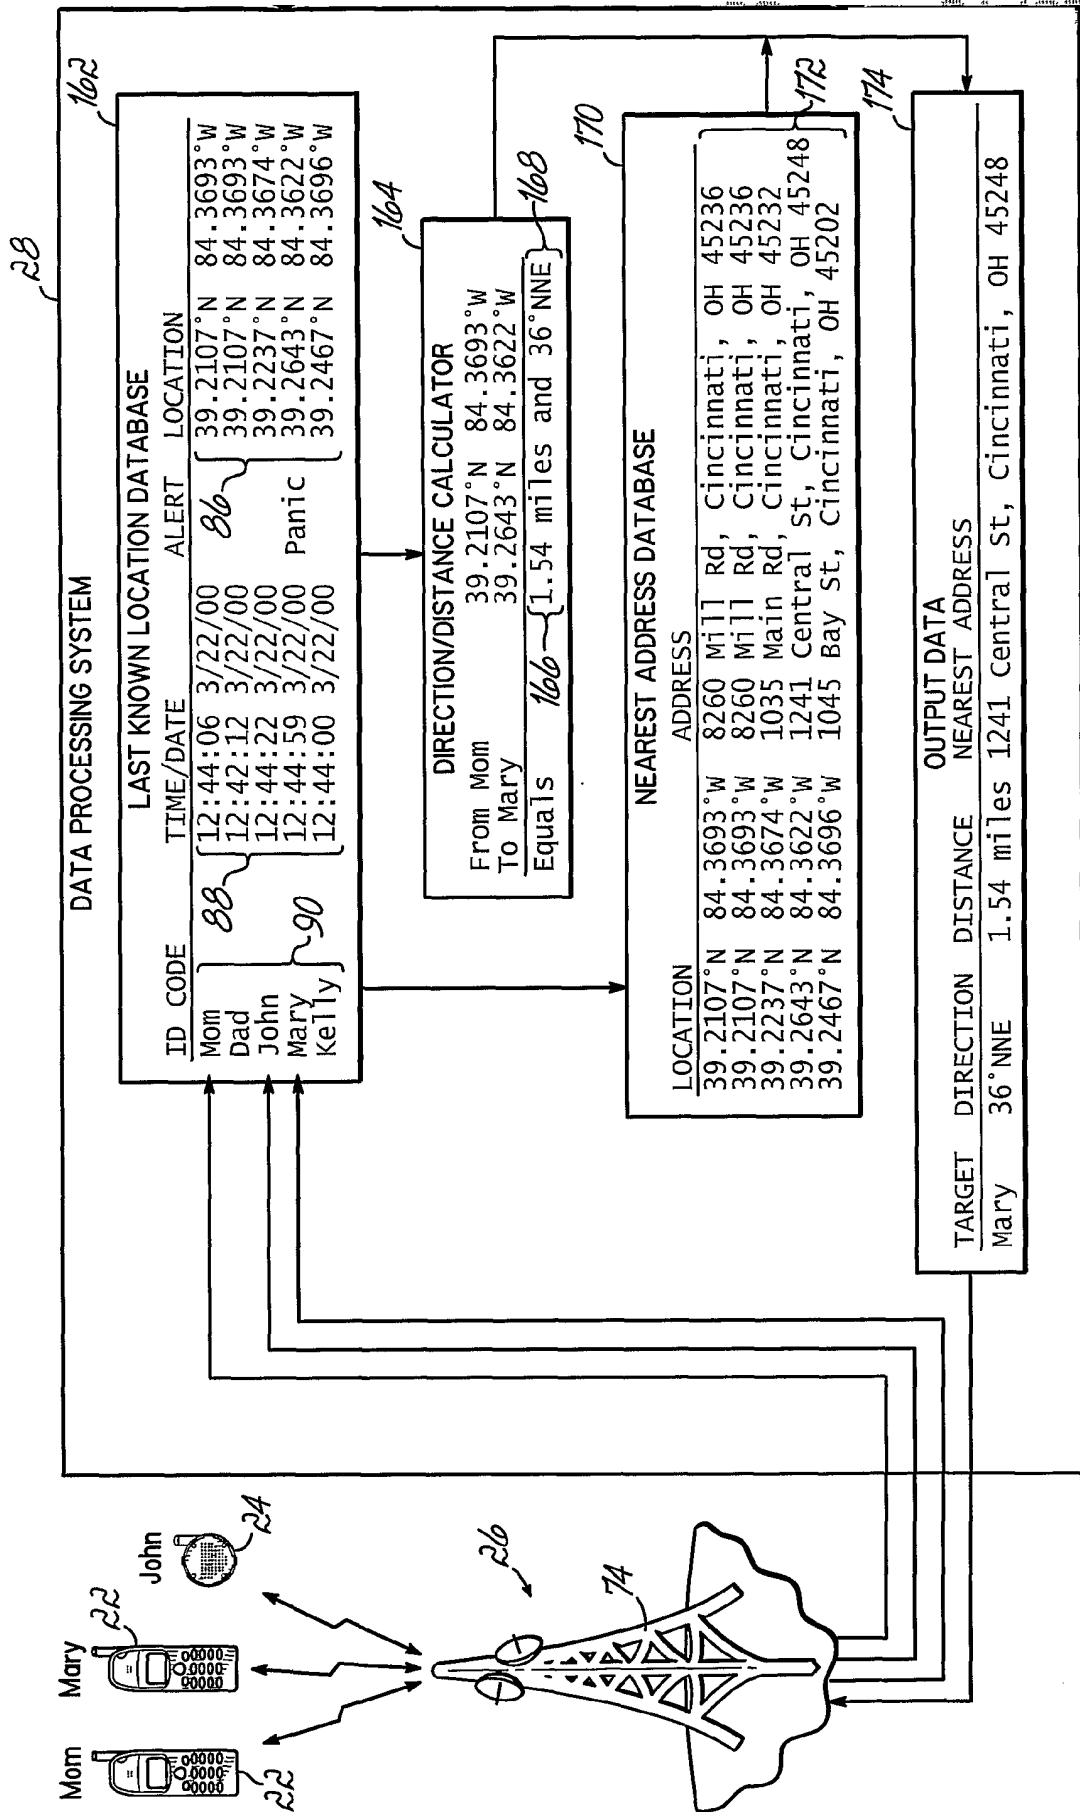 28
DATA PROCESSING SYSTEM
162
LAST KNOWN LOCATION DATABASE
ID CODE TIME/DATE ALERT LOCATION
Mom 12:44:06 3/22/00 39.2107°N 84.3693°W
Dad 12:42:12 3/22/00 39.2107°N 84.3693°W
John 12:44:22 3/22/00 39.2237°N 84.3674°W
Mary 12:44:59 3/22/00 Panic 39.2643°N 84.3622°W
Kelly 12:44:00 3/22/00 39.2467°N 84.3696°W
88
86
90
164
DIRECTION/DISTANCE CALCULATOR
From Mom 39.2107°N 84.3693°W
To Mary 39.2643°N 84.3622°W
Equals 166 1.54 miles and 36°NNE 168
170
NEAREST ADDRESS DATABASE
LOCATION ADDRESS
39.2107°N 84.3693°W 8260 Mill Rd, Cincinnati, OH 45236
39.2107°N 84.3693°W 8260 Mill Rd, Cincinnati, OH 45236
39.2237°N 84.3674°W 1035 Main Rd, Cincinnati, OH 45232
39.2643°N 84.3622°W 1241 Central St, Cincinnati, OH 45248
39.2467°N 84.3696°W 1045 Bay St, Cincinnati, OH 45202
172
174
OUTPUT DATA
TARGET DIRECTION DISTANCE NEAREST ADDRESS
Mary 36°NNE 1.54 miles 1241 Central St, Cincinnati, OH 45248
Mom
22
Mary
22
John
24
26
74